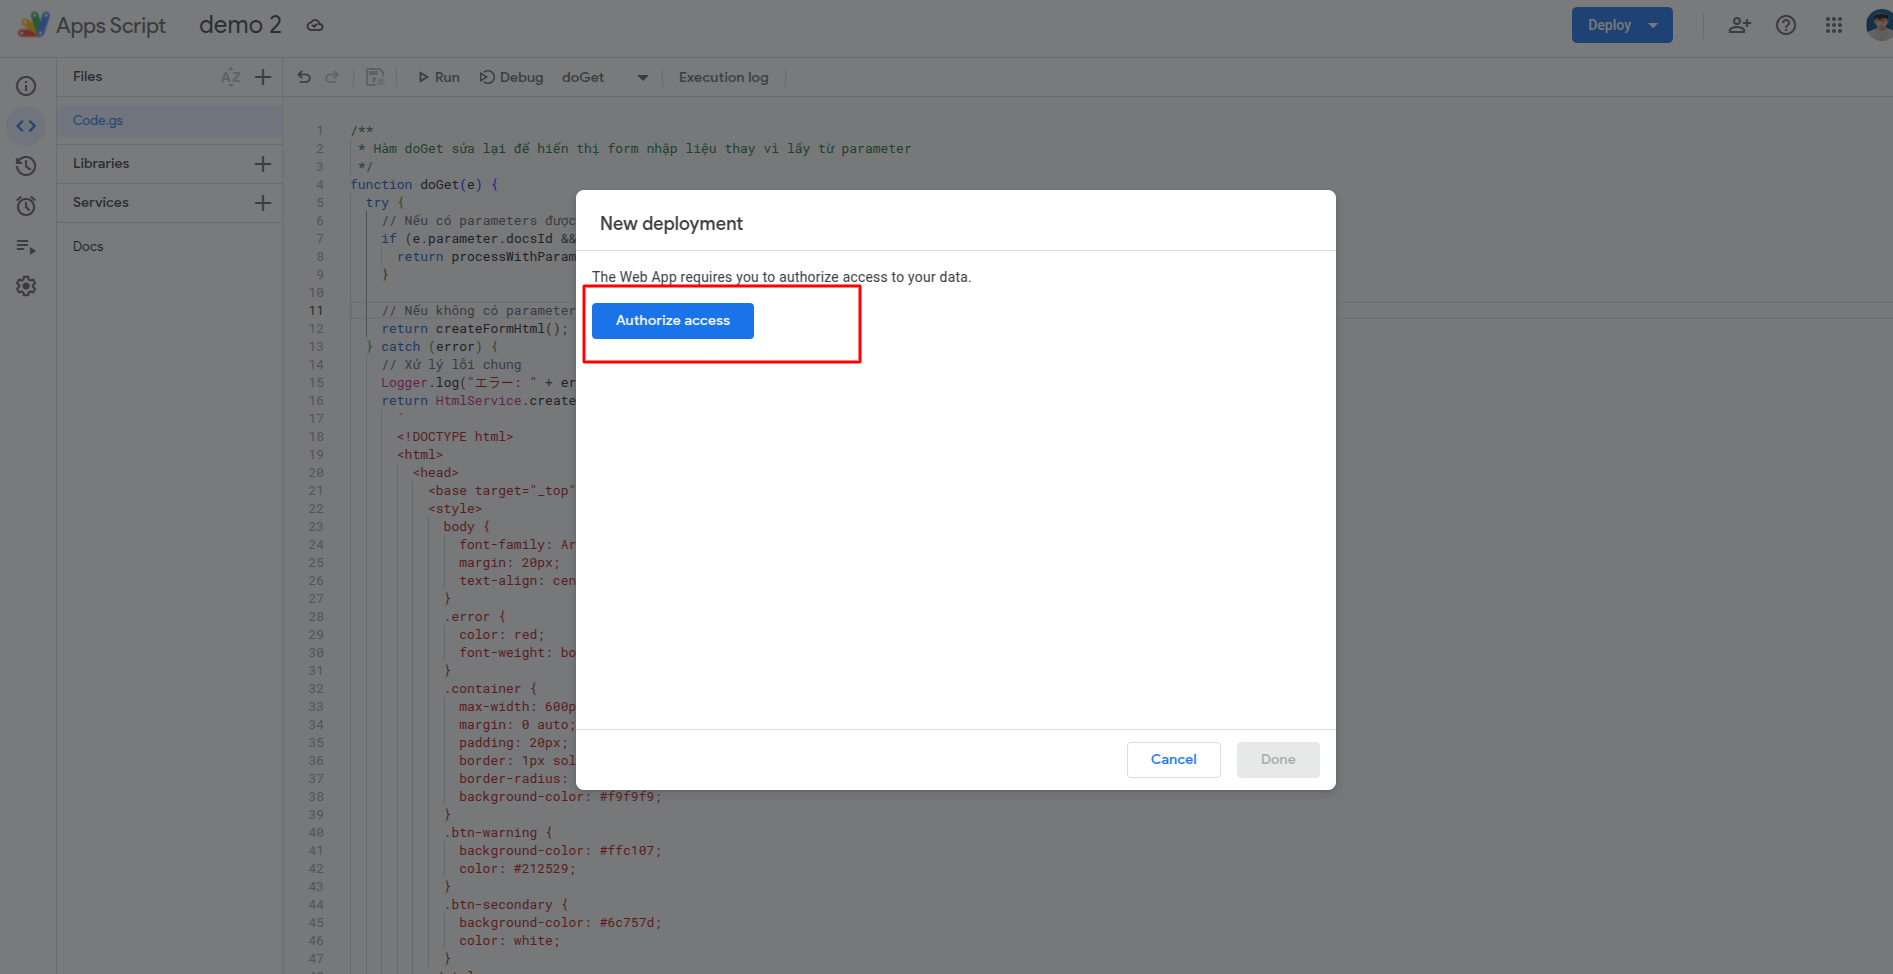 Apps Script demo 2 Deploy
Files AZ Run Debug doGet Execution log
Code.gs
Libraries
Services
Docs
1 /**
2 * Hàm doGet sửa lại để hiển thị form nhập liệu thay vì lấy từ parameter
3 */
4 function doGet(e) {
5 try {
6 // Nếu có parameters được
7 if (e.parameter.docsId &&
8 return processWithParam
9 }
10
11 // Nếu không có parameter
12 return createFormHtml();
13 } catch (error) {
14 // Xử lý lỗi chung
15 Logger.log("エラー: " + er
16 return HtmlService.create
17 `
18 <!DOCTYPE html>
19 <html>
20 <head>
21 <base target="_top"
22 <style>
23 body {
24 font-family: Ar
25 margin: 20px;
26 text-align: cen
27 }
28 .error {
29 color: red;
30 font-weight: bo
31 }
32 .container {
33 max-width: 600p
34 margin: 0 auto;
35 padding: 20px;
36 border: 1px sol
37 border-radius:
38 background-color: #f9f9f9;
39 }
40 .btn-warning {
41 background-color: #ffc107;
42 color: #212529;
43 }
44 .btn-secondary {
45 background-color: #6c757d;
46 color: white;
47 }
New deployment
The Web App requires you to authorize access to your data.
Authorize access
Cancel Done